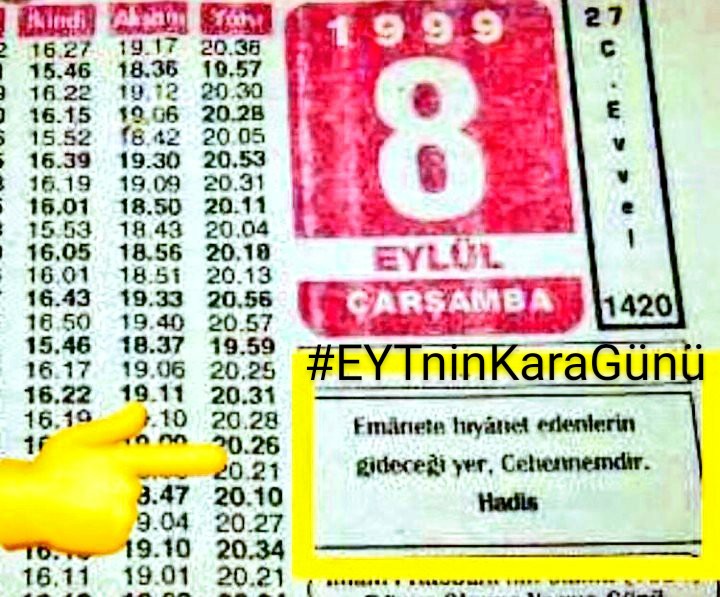 İkindi Akşam Yatsı
16.27 19.17 20.36
15.46 18.36 19.57
16.22 19.12 20.30
16.15 19.06 20.28
15.52 18.42 20.05
16.39 19.30 20.53
16.19 19.09 20.31
16.01 18.50 20.11
15.53 18.43 20.04
16.05 18.56 20.18
16.01 18.51 20.13
16.43 19.33 20.56
16.50 19.40 20.57
15.46 18.37 19.59
16.17 19.06 20.25
16.22 19.11 20.31
16.19 .10 20.28
20.26
20.21
8.47 20.10
9.04 20.27
19.10 20.34
16.11 19.01 20.21
1999
8
EYLÜL
ÇARŞAMBA
27
C.Evvel
1420
#EYTninKaraGünü
Emânete hıyânet edenlerin
gideceği yer, Cehennemdir.
Hadis